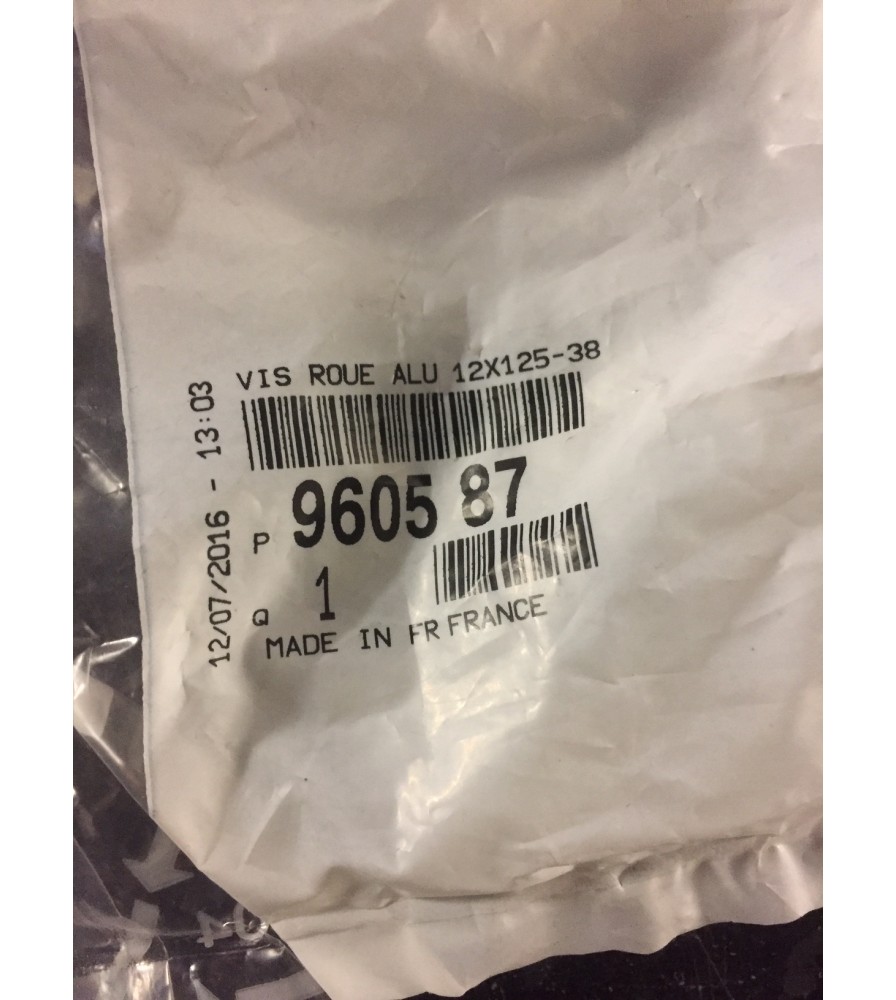 VIS ROUE ALU 12X125-38
12/07/2016 - 13:03
P 9605 87
Q 1
MADE IN FR FRANCE